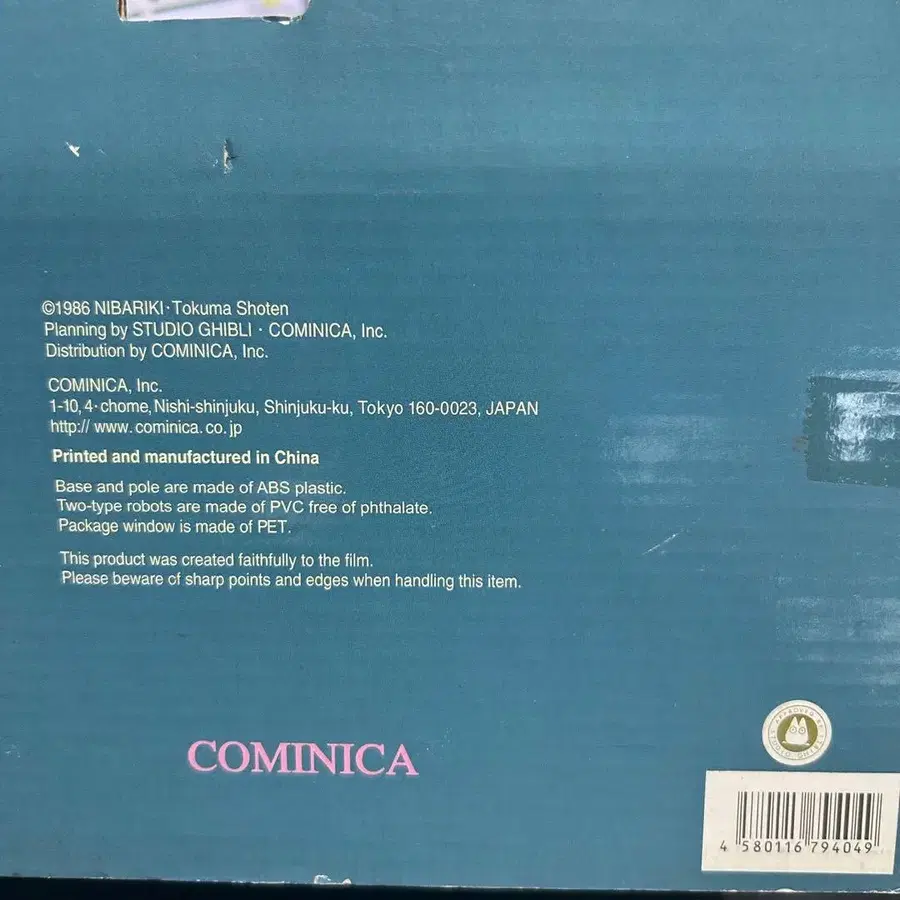 ©1986 NIBARIKI・Tokuma Shoten
Planning by STUDIO GHIBLI・COMINICA, Inc.
Distribution by COMINICA, Inc.
COMINICA, Inc.
1-10, 4・chome, Nishi-shinjuku, Shinjuku-ku, Tokyo 160-0023, JAPAN
http:// www.cominica.co.jp
Printed and manufactured in China
Base and pole are made of ABS plastic.
Two-type robots are made of PVC free of phthalate.
Package window is made of PET.
This product was created faithfully to the film.
Please beware of sharp points and edges when handling this item.
COMINICA
APPROVED BY STUDIO GHIBLI
4 580116 794049